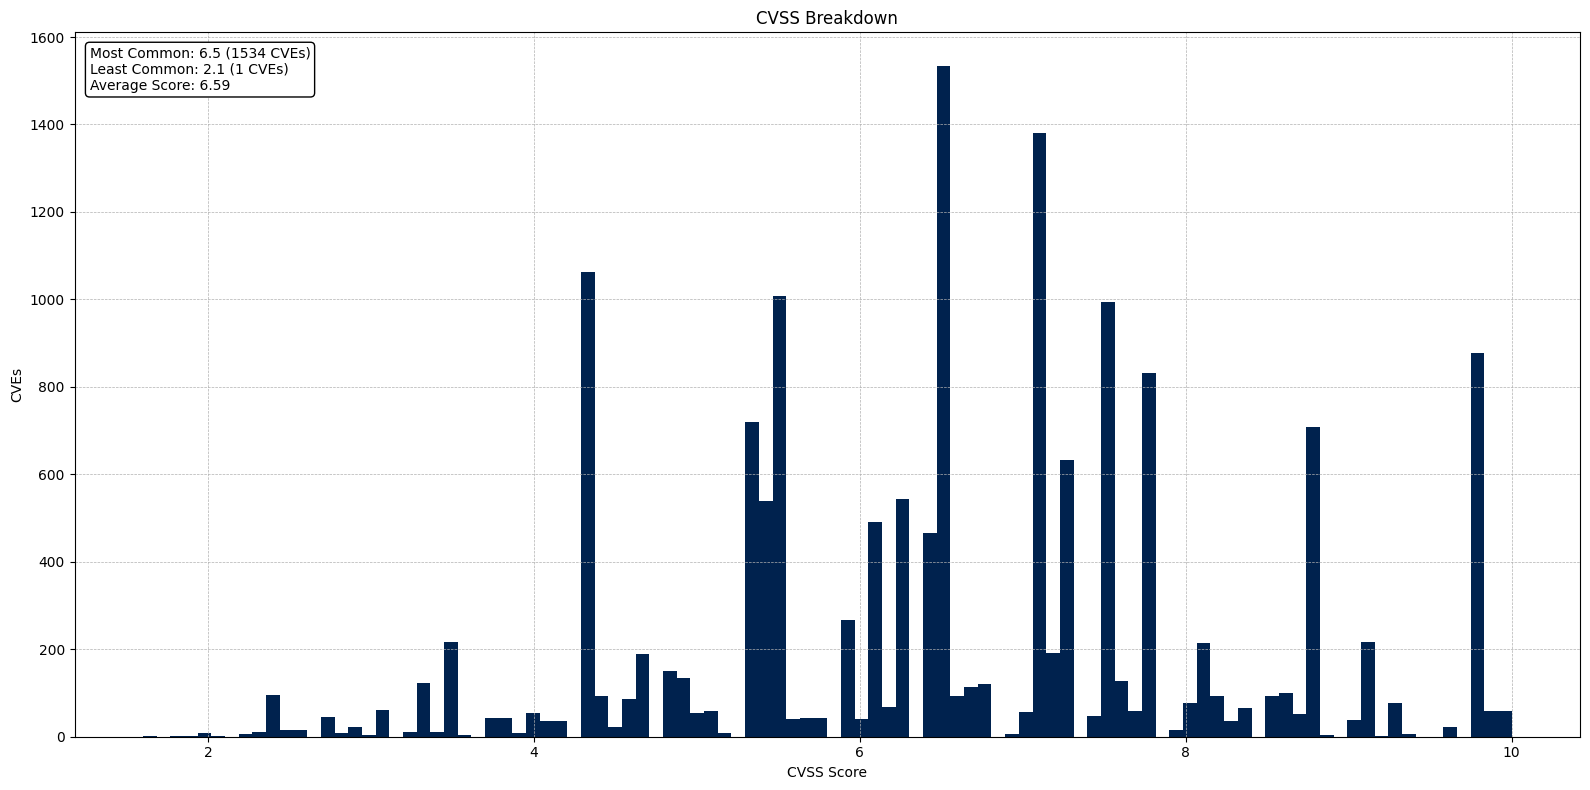 CVSS Breakdown
Most Common: 6.5 (1534 CVEs)
Least Common: 2.1 (1 CVEs)
Average Score: 6.59
1600
1400
1200
1000
800
600
400
200
0
CVEs
2 4 6 8 10
CVSS Score